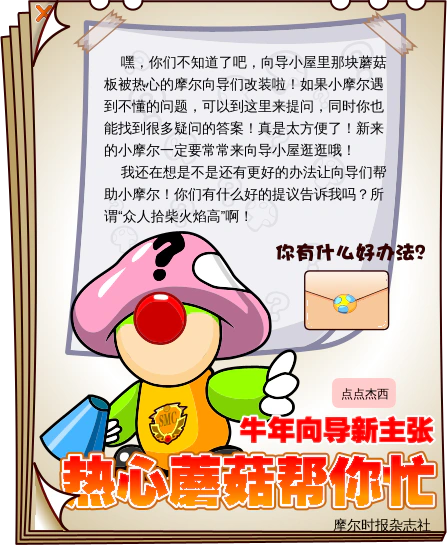 嘿，你们不知道了吧，向导小屋里那块蘑菇
板被热心的摩尔向导们改装啦！如果小摩尔遇
到不懂的问题，可以到这里来提问，同时你也
能找到很多疑问的答案！真是太方便了！新来
的小摩尔一定要常常来向导小屋逛逛哦！
我还在想是不是还有更好的办法让向导们帮
助小摩尔！你们有什么好的提议告诉我吗？所
谓“众人拾柴火焰高”啊！
你有什么好办法？
?
SMC
点点杰西
牛年向导新主张
热心蘑菇帮你忙
摩尔时报杂志社